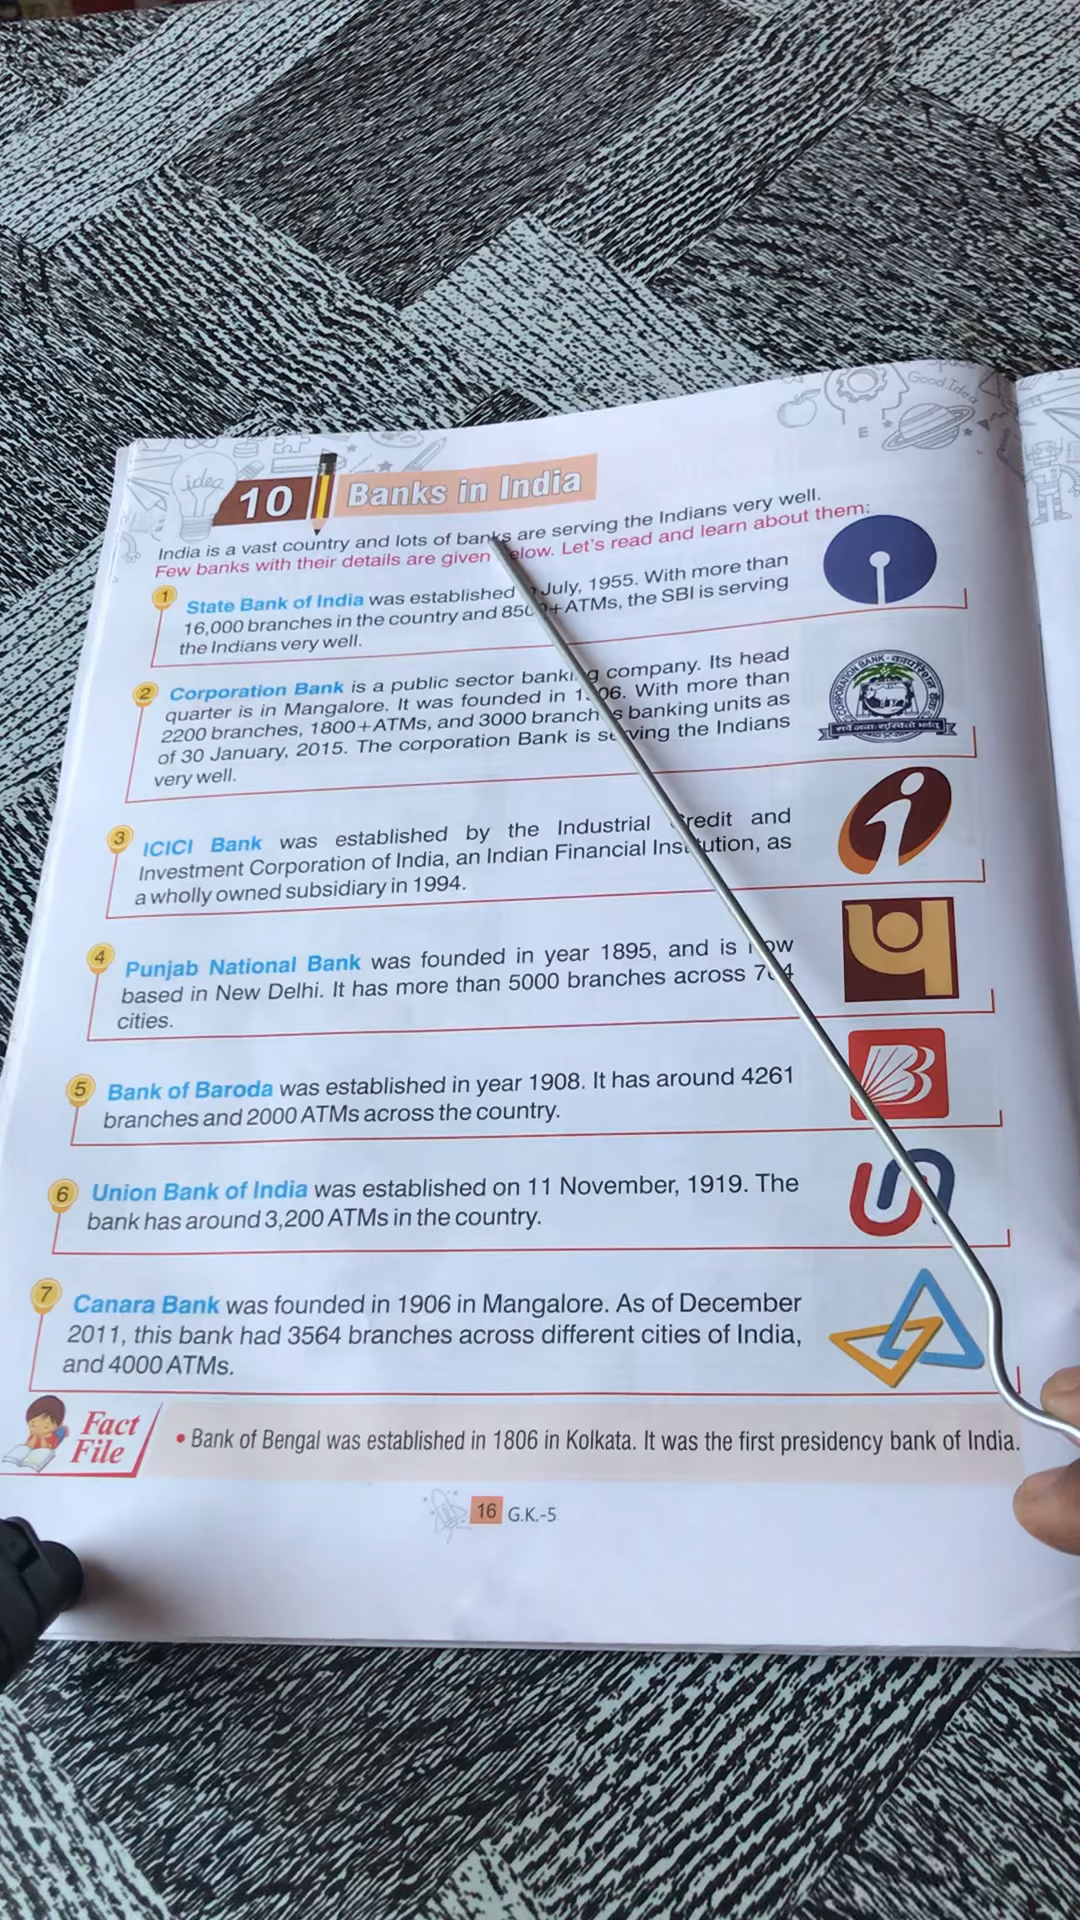 Good Idea
idea
10 Banks in India
India is a vast country and lots of banks are serving the Indians very well.
Few banks with their details are given below. Let's read and learn about them:
1 State Bank of India was established July, 1955. With more than
16,000 branches in the country and ATMs, the SBI is serving
the Indians very well.
2 Corporation Bank is a public sector banking company. Its head
quarter is in Mangalore. It was founded in With more than
2200 branches, 1800+ATMs, and 3000 branch banking units as
of 30 January, 2015. The corporation Bank is serving the Indians
very well.
3 ICICI Bank was established by the Industrial Credit and
Investment Corporation of India, an Indian Financial Institution, as
a wholly owned subsidiary in 1994.
4 Punjab National Bank was founded in year 1895, and is now
based in New Delhi. It has more than 5000 branches across
cities.
5 Bank of Baroda was established in year 1908. It has around 4261
branches and 2000 ATMs across the country.
6 Union Bank of India was established on 11 November, 1919. The
bank has around 3,200 ATMs in the country.
7 Canara Bank was founded in 1906 in Mangalore. As of December
2011, this bank had 3564 branches across different cities of India,
and 4000 ATMs.
Fact
File
• Bank of Bengal was established in 1806 in Kolkata. It was the first presidency bank of India.
16 G.K.-5